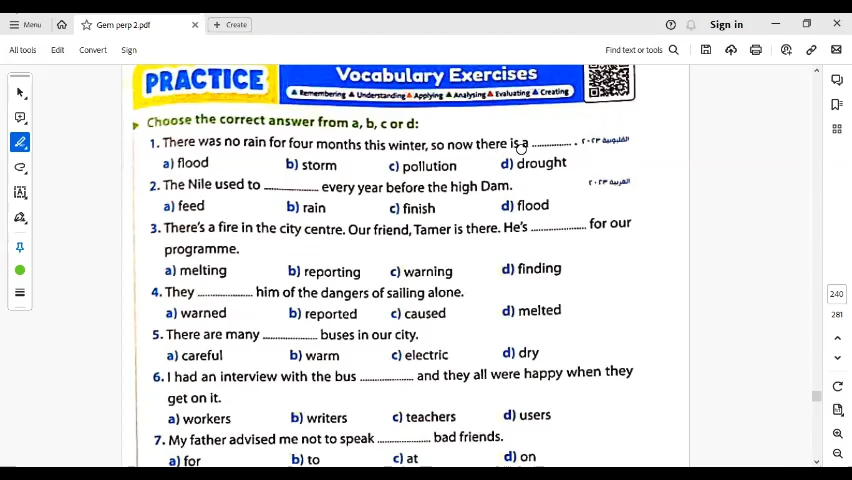 Gem perp 2.pdf
Create
Menu
Sign in
All tools Edit Convert Sign
Find text or tools
PRACTICE
Vocabulary Exercises
Remembering Understanding Applying Analysing Evaluating Creating
Choose the correct answer from a, b, c or d:
1. There was no rain for four months this winter, so now there is a .............. . القليوبية ٢٠٢٣
a) flood b) storm c) pollution d) drought
2. The Nile used to .............. every year before the high Dam. الغربية ٢٠٢٣
a) feed b) rain c) finish d) flood
3. There's a fire in the city centre. Our friend, Tamer is there. He's .............. for our
programme.
a) melting b) reporting c) warning d) finding
4. They .............. him of the dangers of sailing alone.
a) warned b) reported c) caused d) melted
5. There are many .............. buses in our city.
a) careful b) warm c) electric d) dry
6. I had an interview with the bus .............. and they all were happy when they
get on it.
a) workers b) writers c) teachers d) users
7. My father advised me not to speak .............. bad friends.
a) for b) to c) at d) on
240
281